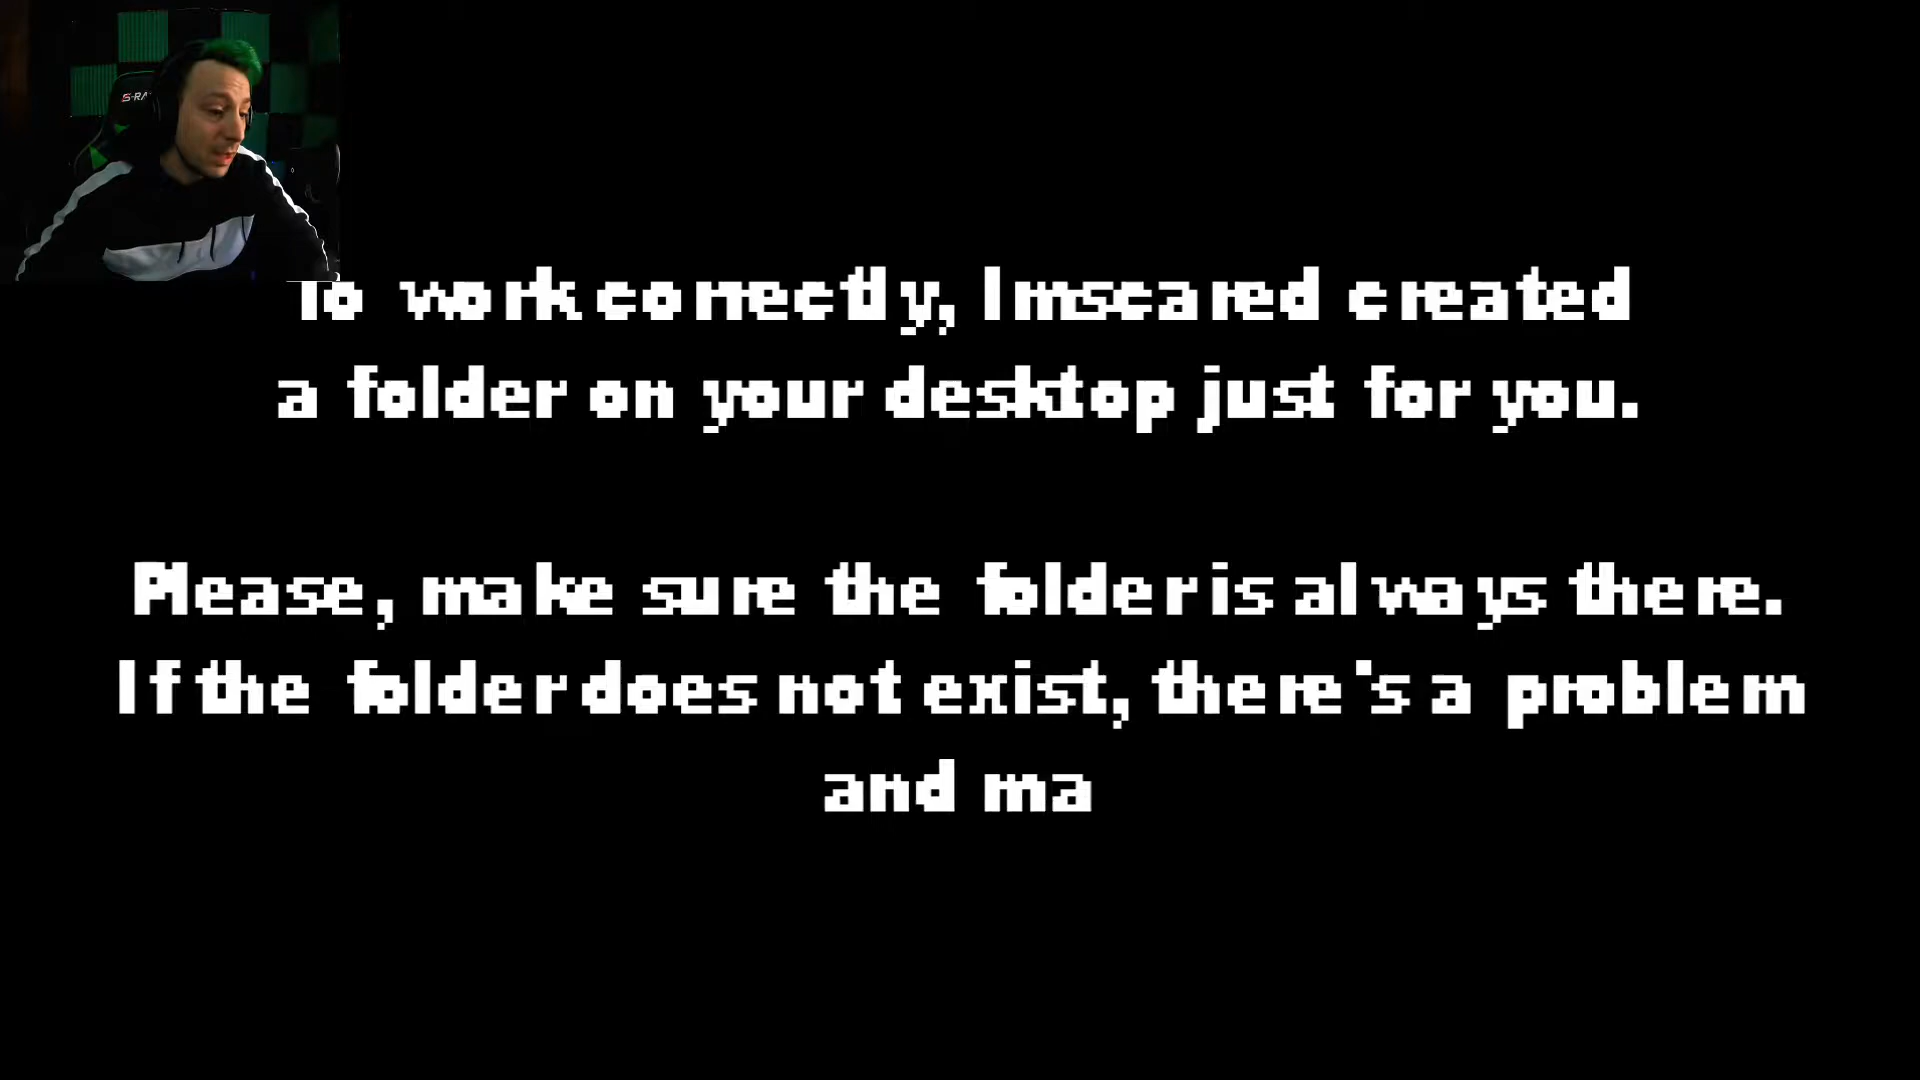 To work correctly, Imscared created
a folder on your desktop just for you.
Please, make sure the folder is always there.
If the folder does not exist, there's a problem
and ma